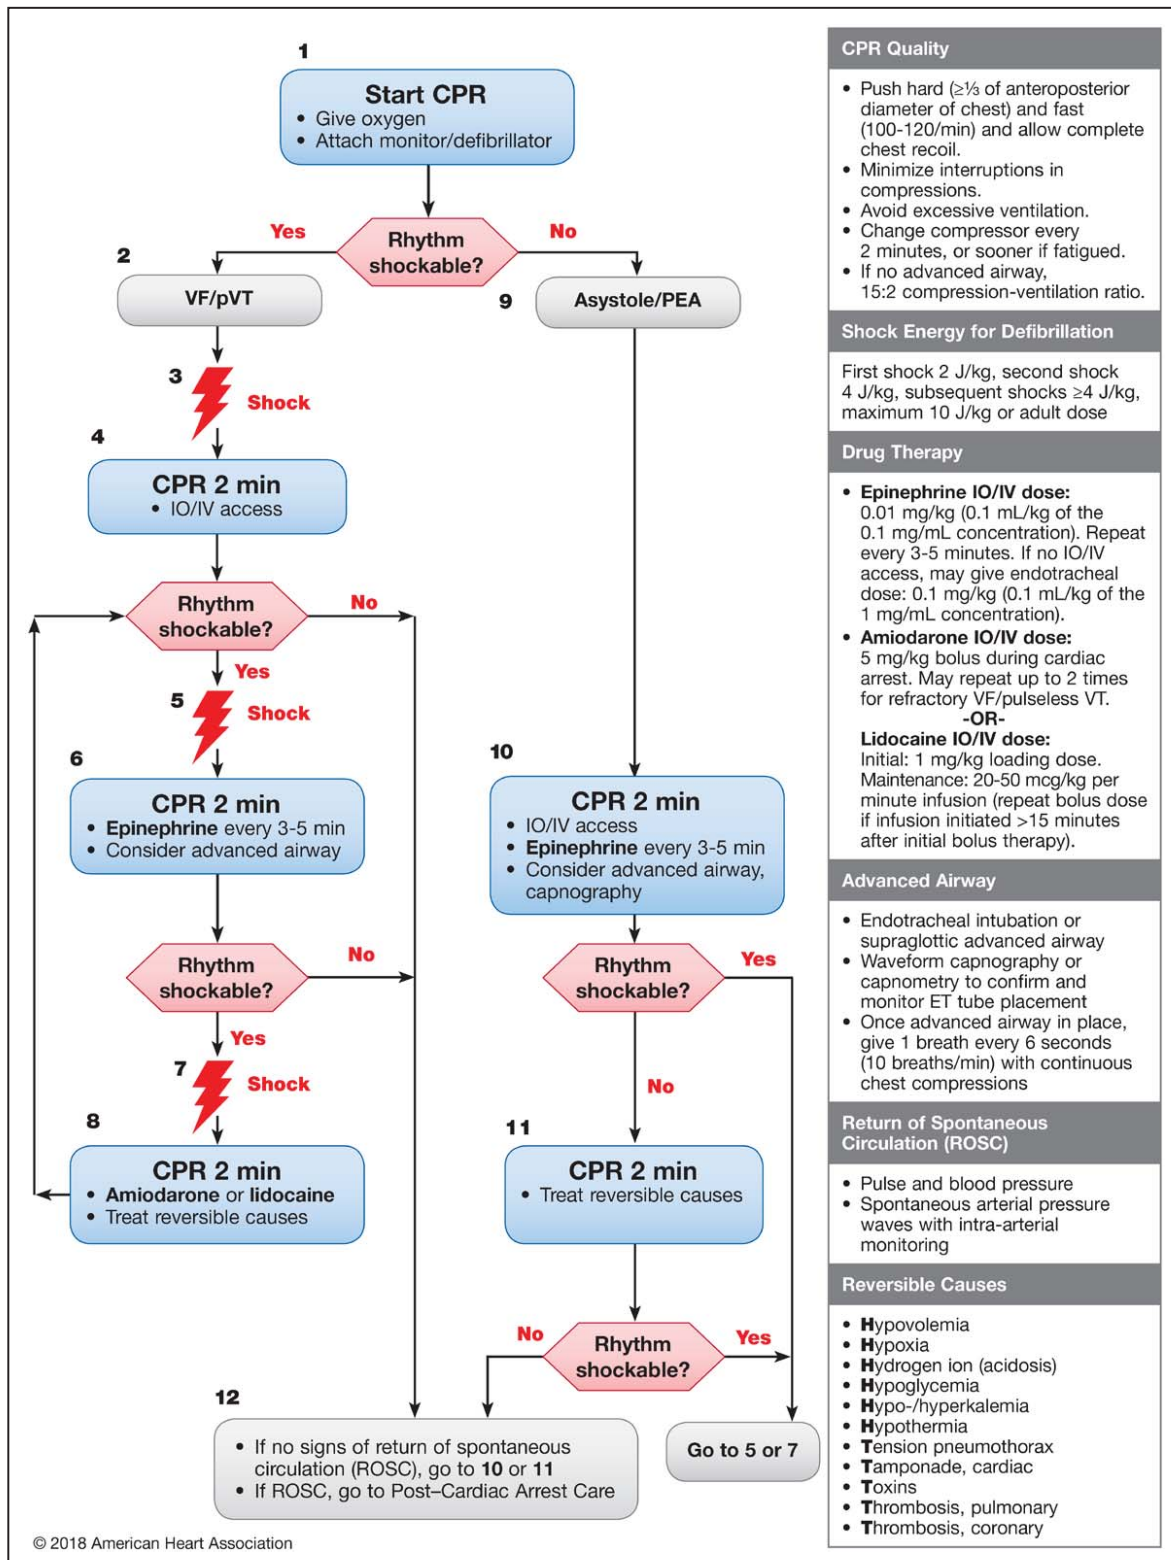 1
Start CPR
• Give oxygen
• Attach monitor/defibrillator
Rhythm
shockable?
Yes
No
2
VF/pVT
9
Asystole/PEA
3
Shock
4
CPR 2 min
• IO/IV access
Rhythm
shockable?
No
Yes
5
Shock
6
CPR 2 min
• Epinephrine every 3-5 min
• Consider advanced airway
Rhythm
shockable?
No
Yes
7
Shock
8
CPR 2 min
• Amiodarone or lidocaine
• Treat reversible causes
10
CPR 2 min
• IO/IV access
• Epinephrine every 3-5 min
• Consider advanced airway,
capnography
Rhythm
shockable?
Yes
No
11
CPR 2 min
• Treat reversible causes
Rhythm
shockable?
No
Yes
12
• If no signs of return of spontaneous
circulation (ROSC), go to 10 or 11
• If ROSC, go to Post–Cardiac Arrest Care
Go to 5 or 7
© 2018 American Heart Association
CPR Quality
• Push hard (≥⅓ of anteroposterior
diameter of chest) and fast
(100-120/min) and allow complete
chest recoil.
• Minimize interruptions in
compressions.
• Avoid excessive ventilation.
• Change compressor every
2 minutes, or sooner if fatigued.
• If no advanced airway,
15:2 compression-ventilation ratio.
Shock Energy for Defibrillation
First shock 2 J/kg, second shock
4 J/kg, subsequent shocks ≥4 J/kg,
maximum 10 J/kg or adult dose
Drug Therapy
• Epinephrine IO/IV dose:
0.01 mg/kg (0.1 mL/kg of the
0.1 mg/mL concentration). Repeat
every 3-5 minutes. If no IO/IV
access, may give endotracheal
dose: 0.1 mg/kg (0.1 mL/kg of the
1 mg/mL concentration).
• Amiodarone IO/IV dose:
5 mg/kg bolus during cardiac
arrest. May repeat up to 2 times
for refractory VF/pulseless VT.
-OR-
Lidocaine IO/IV dose:
Initial: 1 mg/kg loading dose.
Maintenance: 20-50 mcg/kg per
minute infusion (repeat bolus dose
if infusion initiated >15 minutes
after initial bolus therapy).
Advanced Airway
• Endotracheal intubation or
supraglottic advanced airway
• Waveform capnography or
capnometry to confirm and
monitor ET tube placement
• Once advanced airway in place,
give 1 breath every 6 seconds
(10 breaths/min) with continuous
chest compressions
Return of Spontaneous
Circulation (ROSC)
• Pulse and blood pressure
• Spontaneous arterial pressure
waves with intra-arterial
monitoring
Reversible Causes
• Hypovolemia
• Hypoxia
• Hydrogen ion (acidosis)
• Hypoglycemia
• Hypo-/hyperkalemia
• Hypothermia
• Tension pneumothorax
• Tamponade, cardiac
• Toxins
• Thrombosis, pulmonary
• Thrombosis, coronary